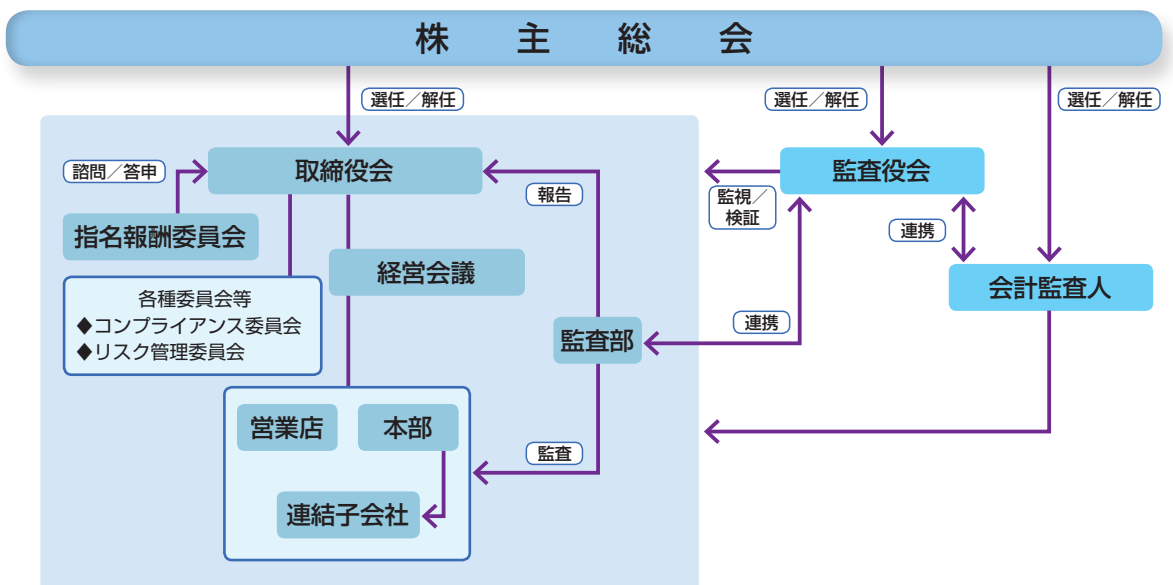 株主総会
選任／解任
選任／解任
選任／解任
諮問／答申
取締役会
監査役会
報告
監視／
検証
指名報酬委員会
連携
経営会議
会計監査人
各種委員会等
◆コンプライアンス委員会
◆リスク管理委員会
監査部
連携
営業店
本部
監査
連結子会社